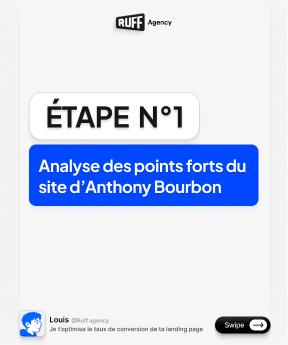 RUFF Agency
ÉTAPE N°1
Analyse des points forts du
site d'Anthony Bourbon
Louis @Ruff agency
Je t'optimise le taux de conversion de ta landing page
Swipe